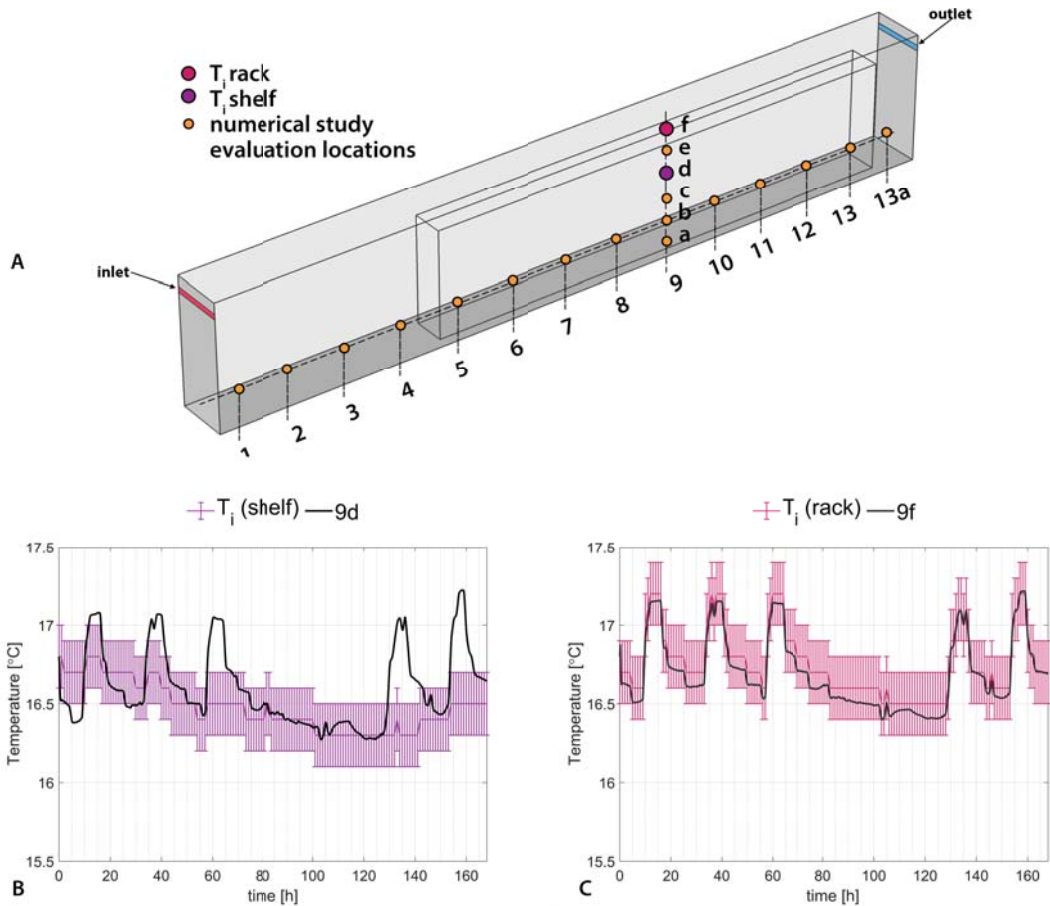 outlet
T_i rack
T_i shelf
numerical study
evaluation locations
f
e
d
c
b
a
A
inlet
1
2
3
4
5
6
7
8
9
10
11
12
13
13a
T_i (shelf) 9d
17.5
17
16.5
16
15.5
Temperature [°C]
0 20 40 60 80 100 120 140 160
time [h]
B
T_i (rack) 9f
17.5
17
16.5
16
15.5
Temperature [°C]
0 20 40 60 80 100 120 140 160
time [h]
C